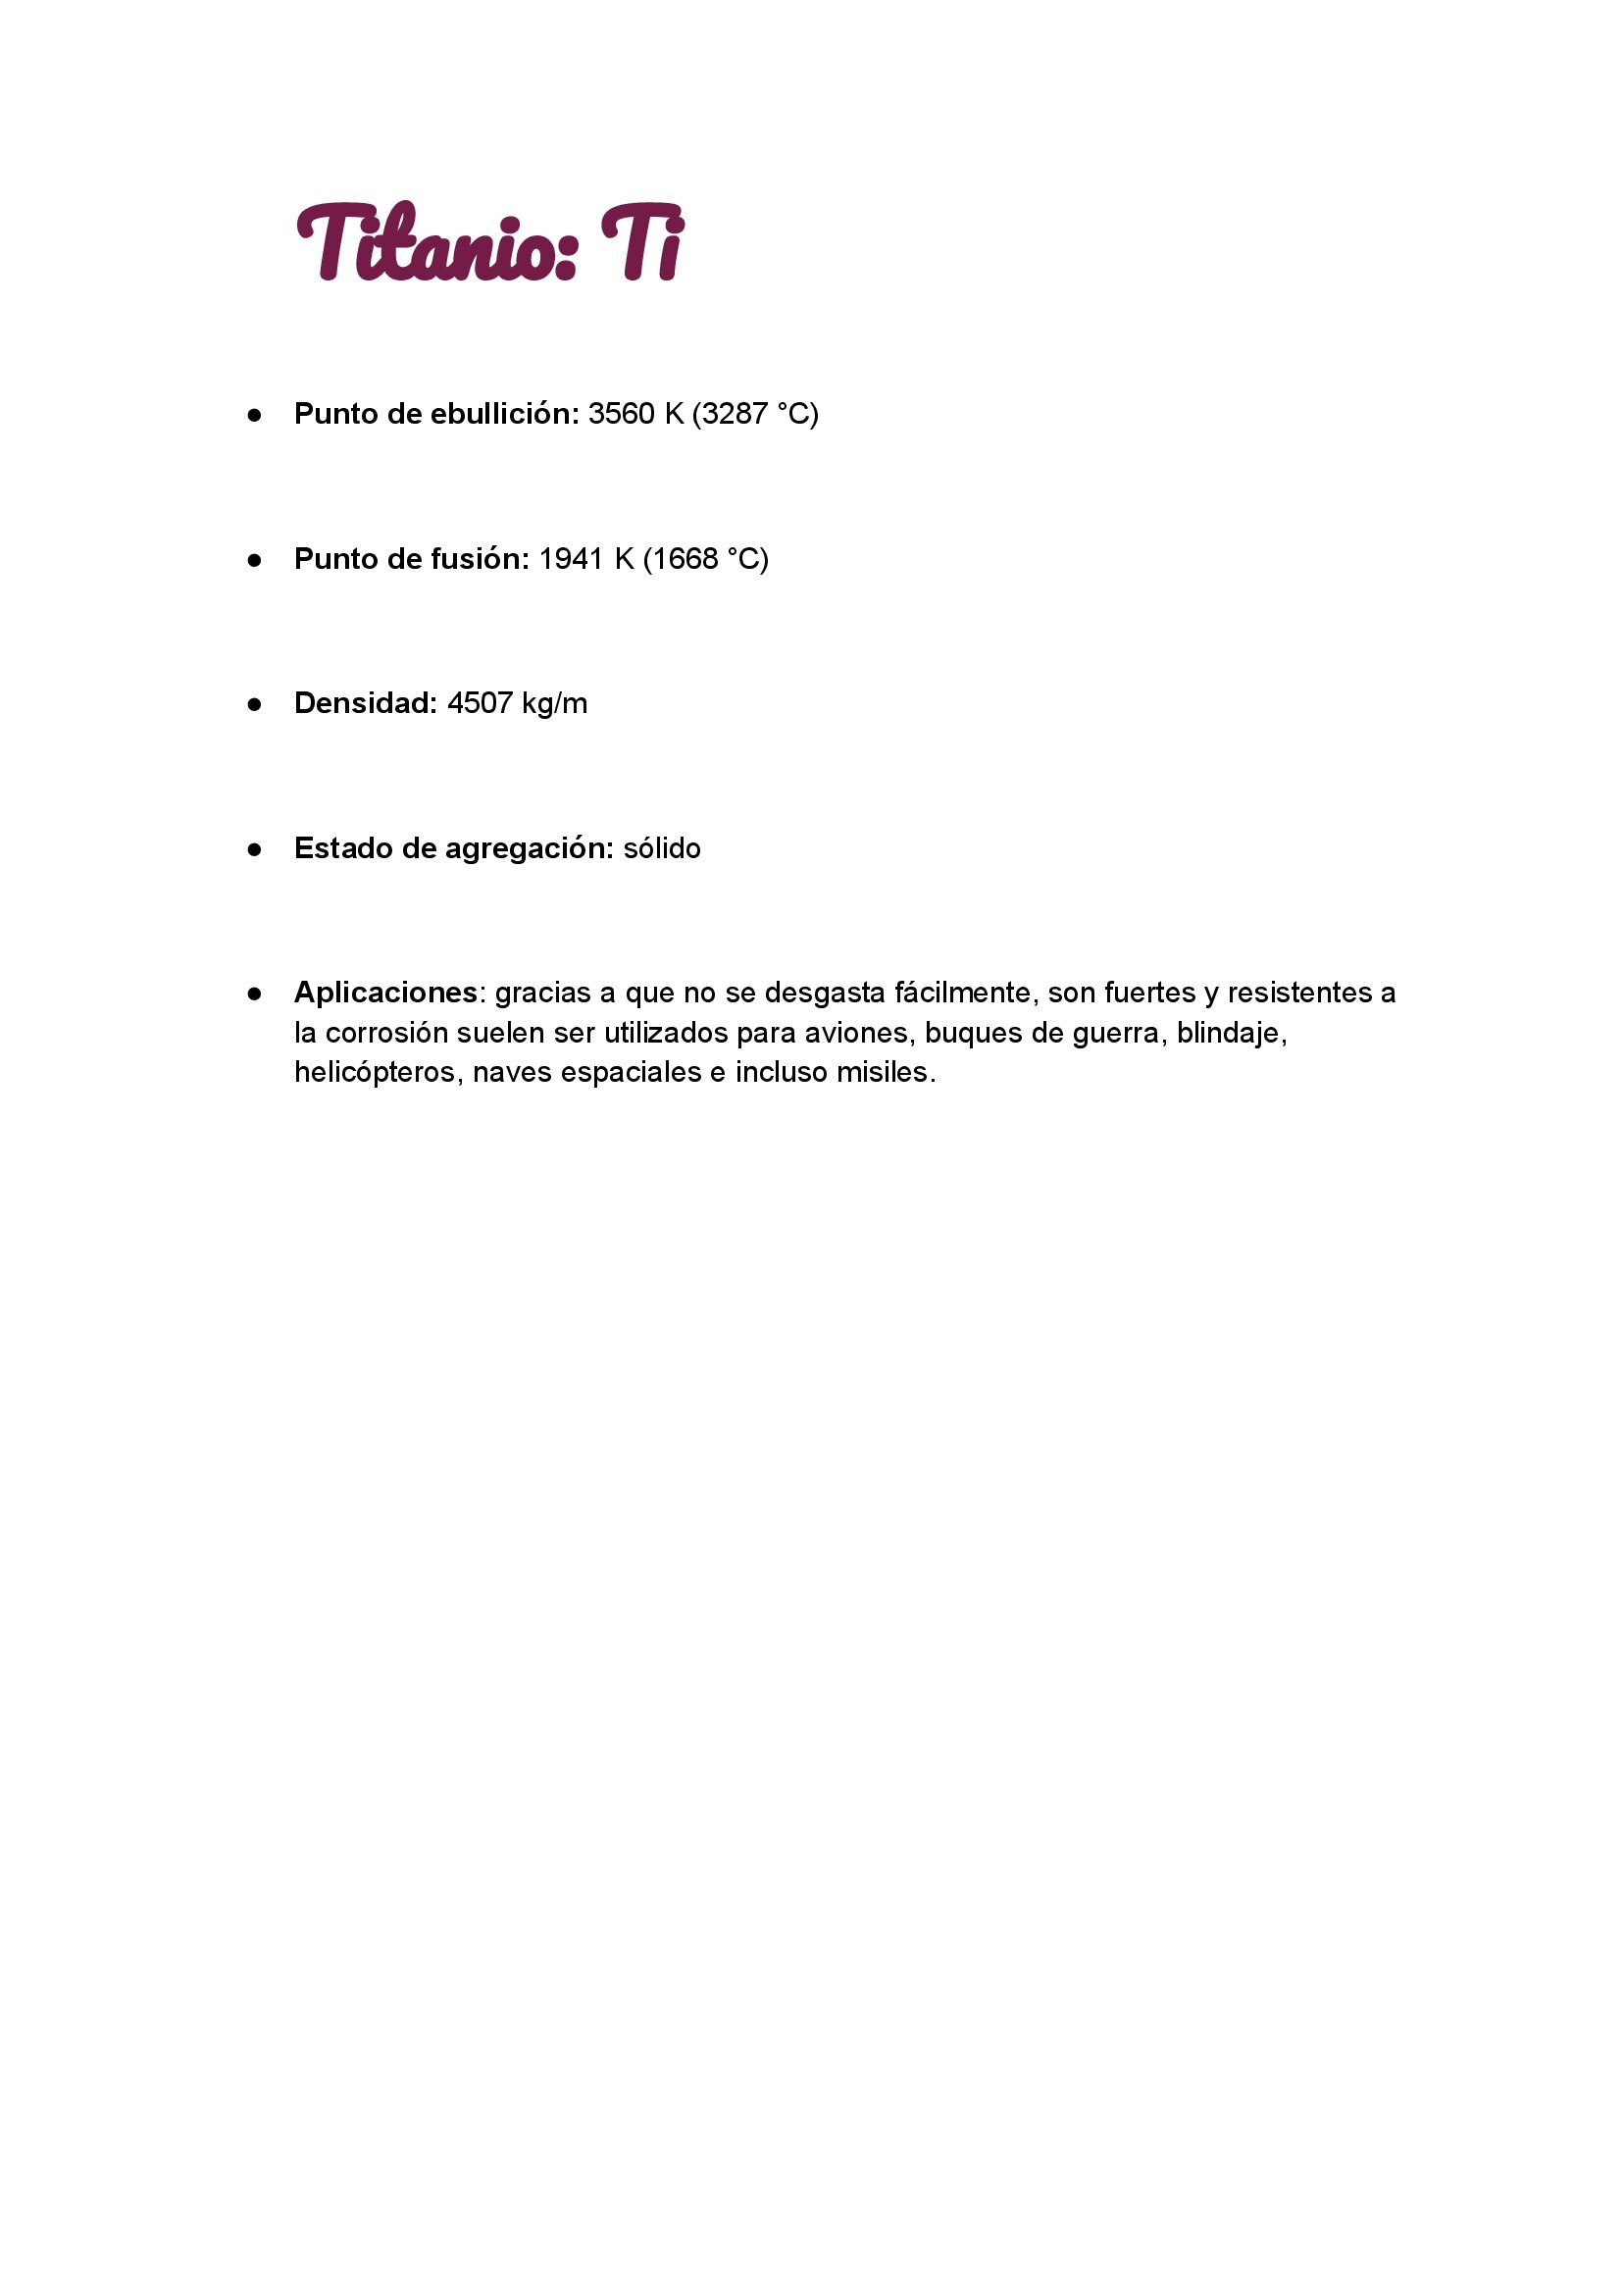 Titanio: Ti
● Punto de ebullición: 3560 K (3287 °C)
● Punto de fusión: 1941 K (1668 °C)
● Densidad: 4507 kg/m
● Estado de agregación: sólido
● Aplicaciones: gracias a que no se desgasta fácilmente, son fuertes y resistentes a
la corrosión suelen ser utilizados para aviones, buques de guerra, blindaje,
helicópteros, naves espaciales e incluso misiles.